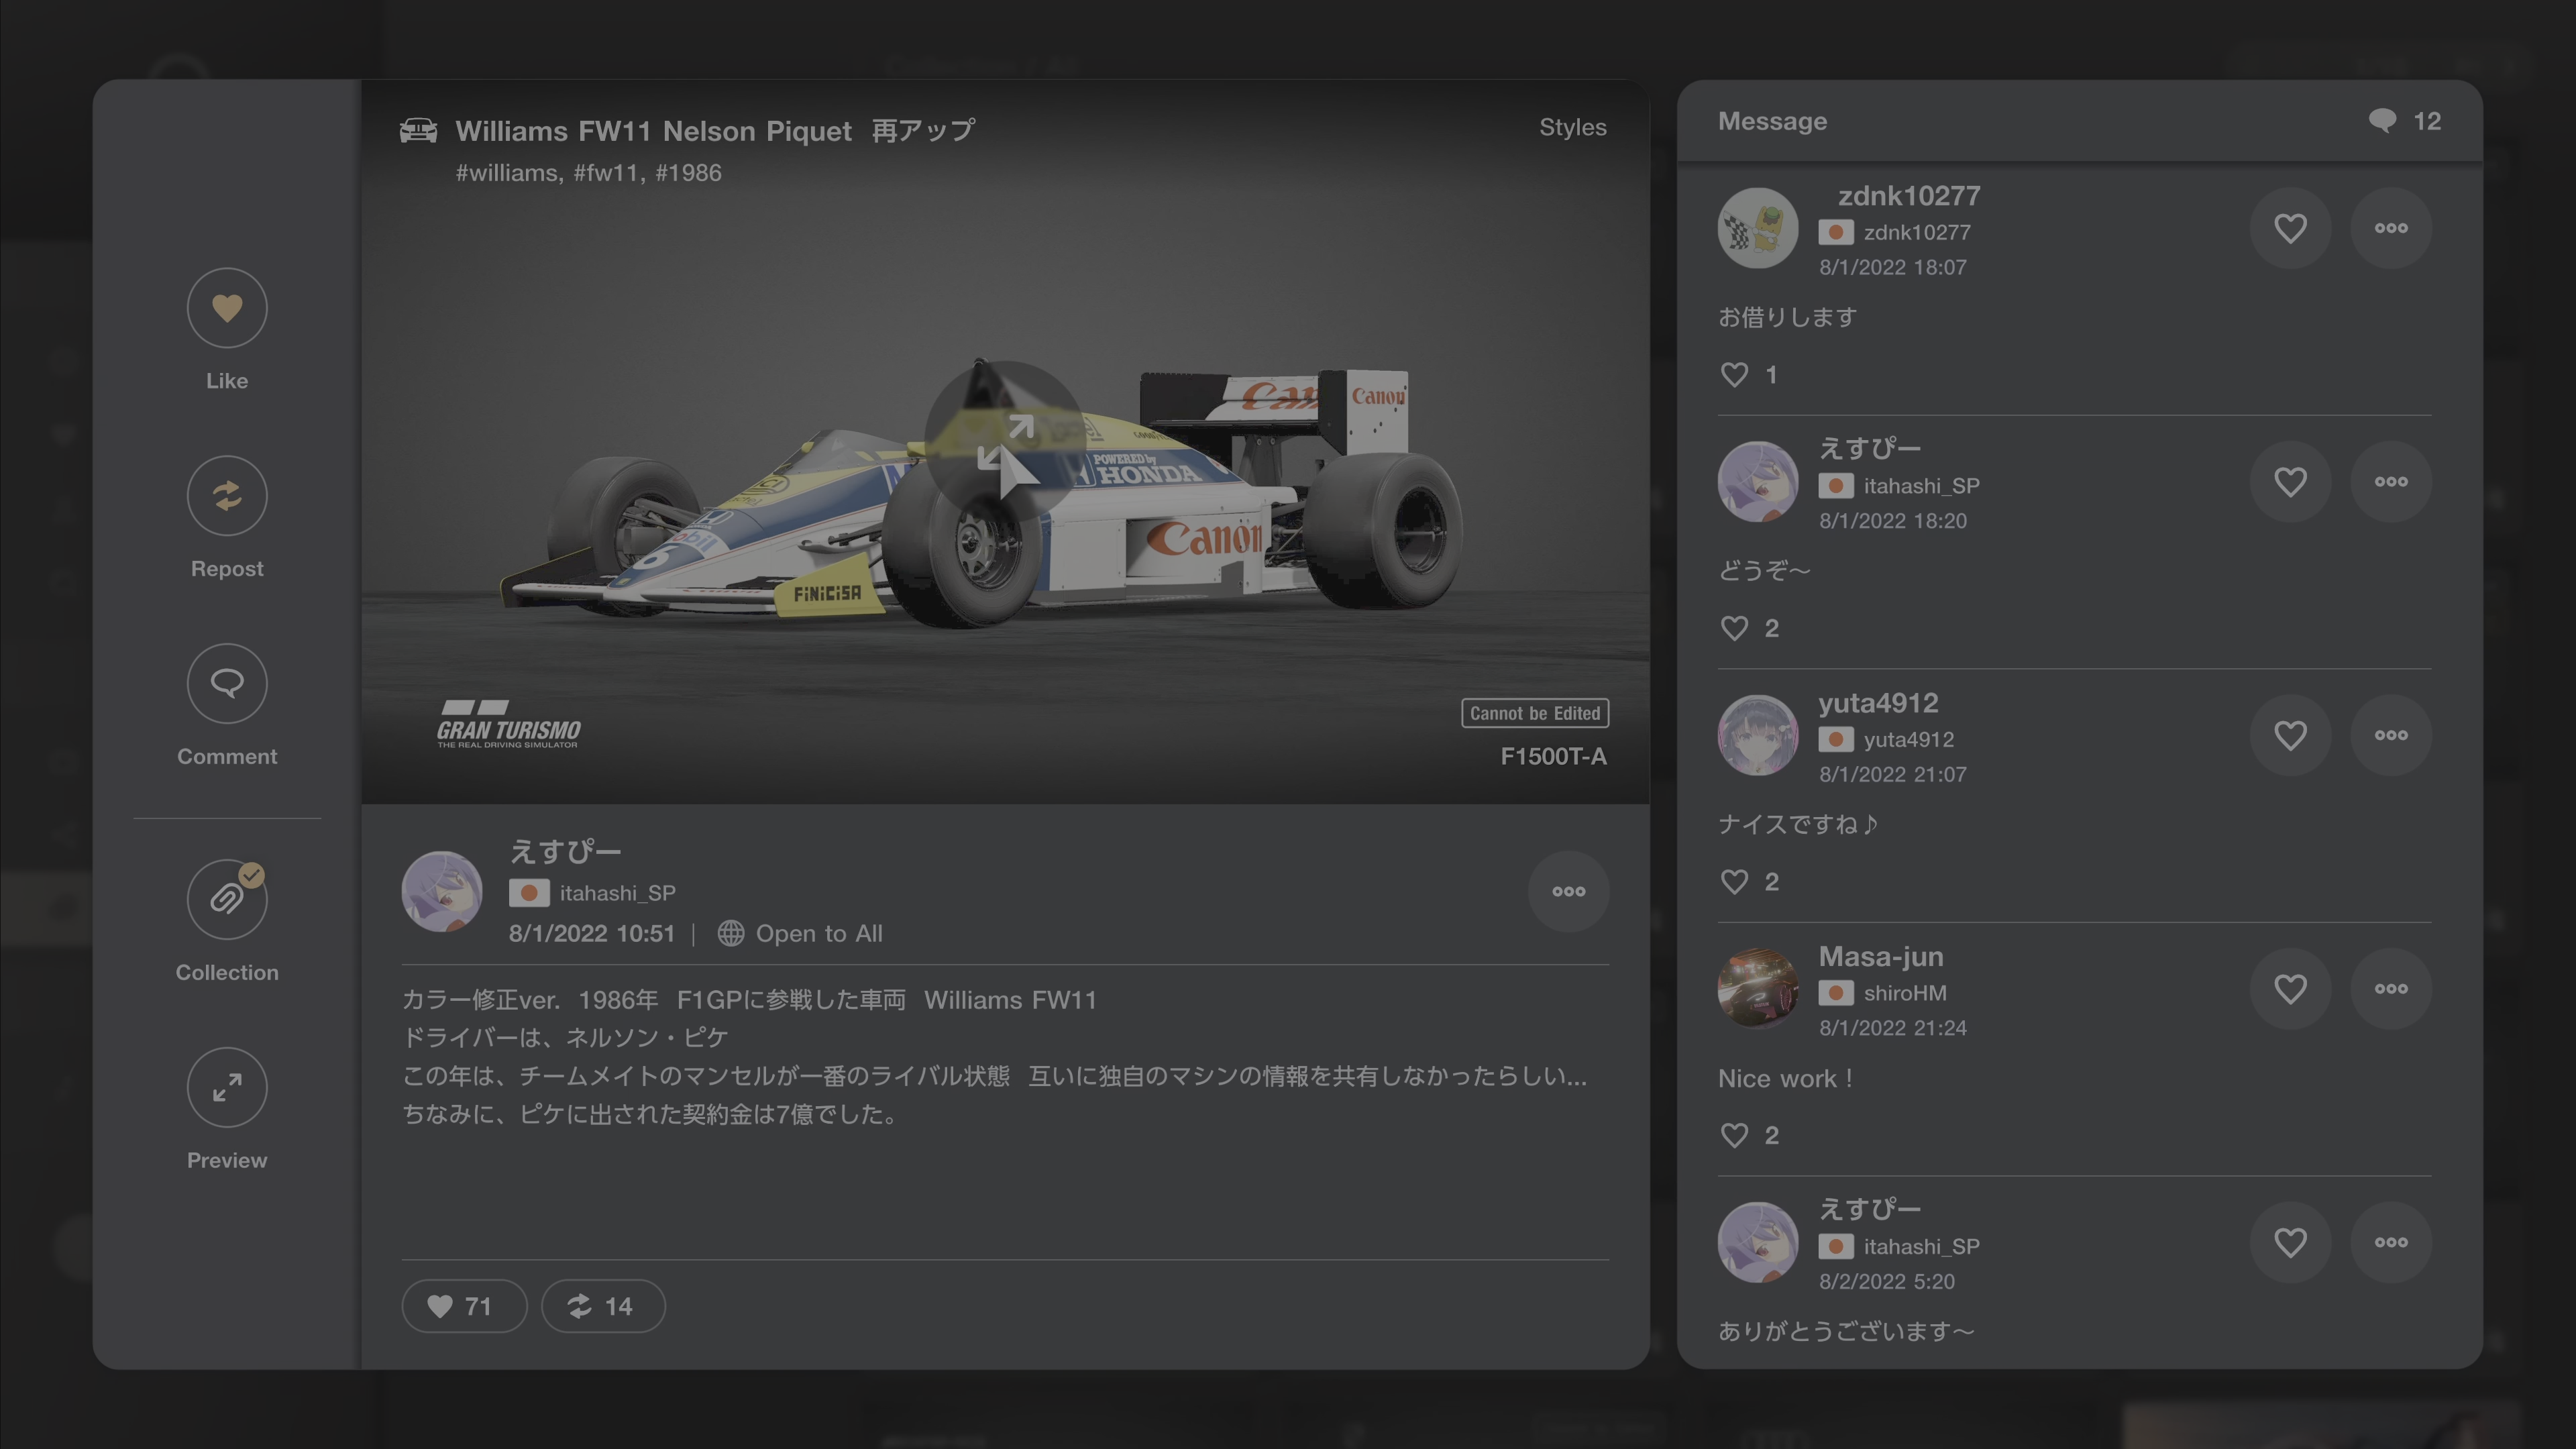 Williams FW11 Nelson Piquet 再アップ
#williams, #fw11, #1986
Styles
Like
Repost
Comment
Collection
Preview
Canon
Canon
POWERED by
HONDA
Canon
6
FINICISA
GRAN TURISMO
THE REAL DRIVING SIMULATOR
Cannot be Edited
F1500T-A
えすぴー
itahashi_SP
8/1/2022 10:51 | Open to All
カラー修正ver. 1986年 F1GPに参戦した車両 Williams FW11
ドライバーは、ネルソン・ピケ
この年は、チームメイトのマンセルが一番のライバル状態 互いに独自のマシンの情報を共有しなかったらしい...
ちなみに、ピケに出された契約金は7億でした。
71
14
Message
12
zdnk10277
zdnk10277
8/1/2022 18:07
お借りします
1
えすぴー
itahashi_SP
8/1/2022 18:20
どうぞ〜
2
yuta4912
yuta4912
8/1/2022 21:07
ナイスですね♪
2
Masa-jun
shiroHM
8/1/2022 21:24
Nice work !
2
えすぴー
itahashi_SP
8/2/2022 5:20
ありがとうございます〜